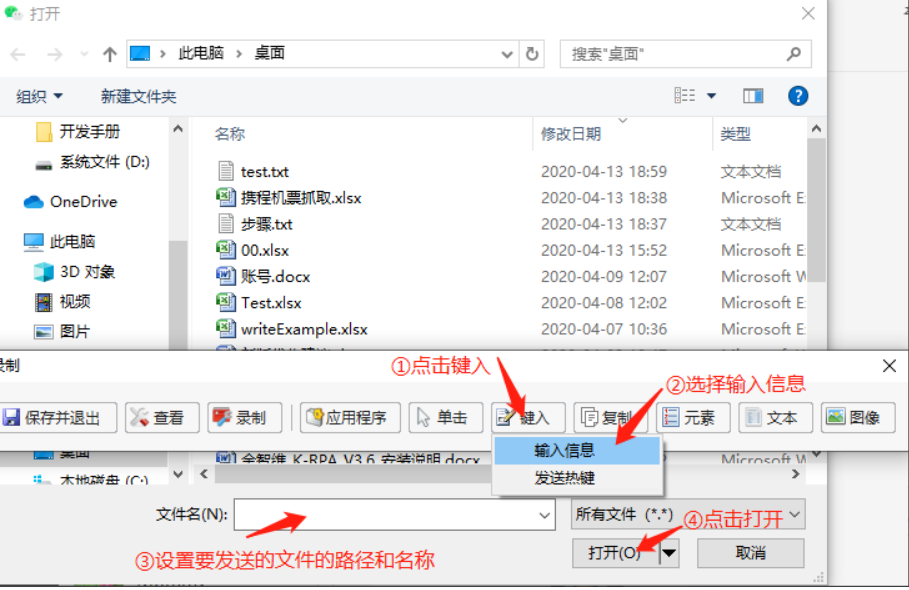 打开
此电脑 > 桌面
搜索"桌面"
组织
新建文件夹
?
开发手册
系统文件 (D:)
OneDrive
此电脑
3D 对象
视频
图片
名称 修改日期 类型
test.txt 2020-04-13 18:59 文本文档
携程机票抓取.xlsx 2020-04-13 18:38 Microsoft E
步骤.txt 2020-04-13 18:37 文本文档
00.xlsx 2020-04-13 15:52 Microsoft E
账号.docx 2020-04-09 12:07 Microsoft W
Test.xlsx 2020-04-08 12:02 Microsoft E
writeExample.xlsx 2020-04-07 10:36 Microsoft E
①点击键入
录制
②选择输入信息
保存并退出 查看 录制 应用程序 单击 键入 复制 元素 文本 图像
输入信息
发送热键
桌面
本地磁盘 (C:)
金智维 K-RPA V3.6 安装说明.docx Microsoft W
文件名(N):
所有文件 (*.*)
④点击打开
③设置要发送的文件的路径和名称
打开(O) 取消